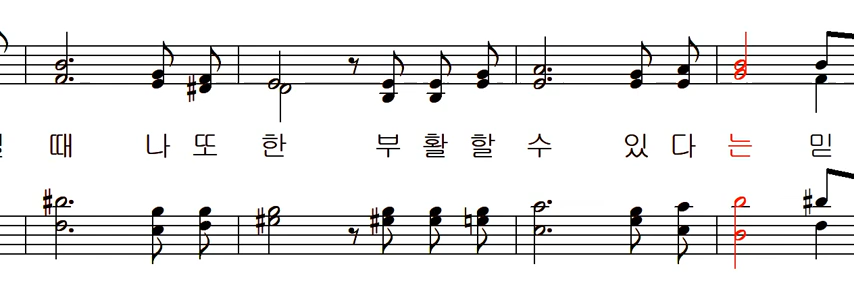 때 나 또 한 부 활 할 수 있 다 는 믿